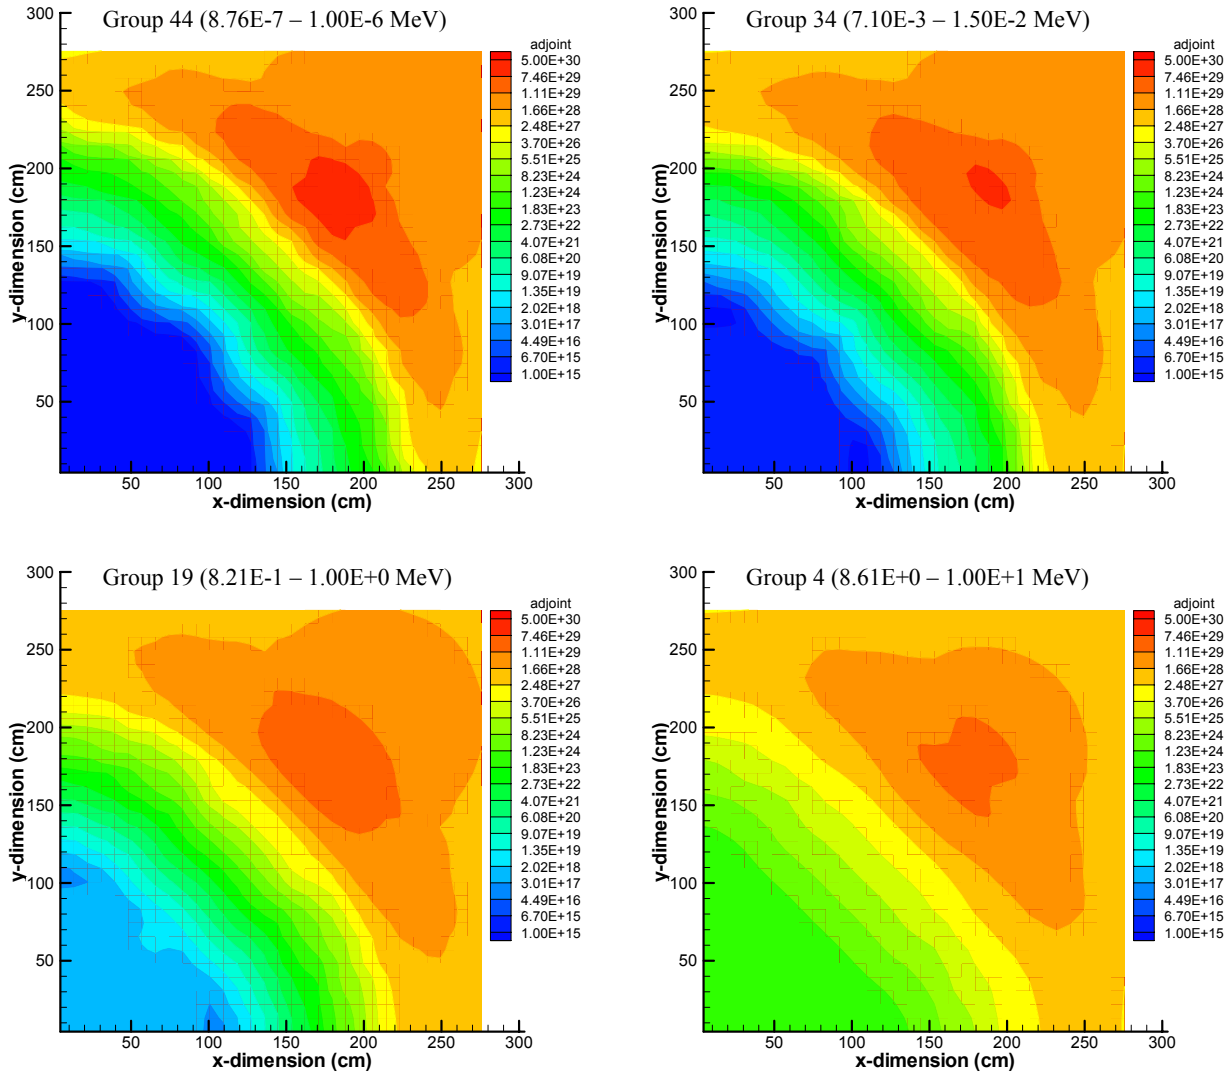 Group 44 (8.76E-7 – 1.00E-6 MeV)
adjoint
5.00E+30
7.46E+29
1.11E+29
1.66E+28
2.48E+27
3.70E+26
5.51E+25
8.23E+24
1.23E+24
1.83E+23
2.73E+22
4.07E+21
6.08E+20
9.07E+19
1.35E+19
2.02E+18
3.01E+17
4.49E+16
6.70E+15
1.00E+15
y-dimension (cm)
300
250
200
150
100
50
50 100 150 200 250 300
x-dimension (cm)
Group 34 (7.10E-3 – 1.50E-2 MeV)
adjoint
5.00E+30
7.46E+29
1.11E+29
1.66E+28
2.48E+27
3.70E+26
5.51E+25
8.23E+24
1.23E+24
1.83E+23
2.73E+22
4.07E+21
6.08E+20
9.07E+19
1.35E+19
2.02E+18
3.01E+17
4.49E+16
6.70E+15
1.00E+15
y-dimension (cm)
300
250
200
150
100
50
50 100 150 200 250 300
x-dimension (cm)
Group 19 (8.21E-1 – 1.00E+0 MeV)
adjoint
5.00E+30
7.46E+29
1.11E+29
1.66E+28
2.48E+27
3.70E+26
5.51E+25
8.23E+24
1.23E+24
1.83E+23
2.73E+22
4.07E+21
6.08E+20
9.07E+19
1.35E+19
2.02E+18
3.01E+17
4.49E+16
6.70E+15
1.00E+15
y-dimension (cm)
300
250
200
150
100
50
50 100 150 200 250 300
x-dimension (cm)
Group 4 (8.61E+0 – 1.00E+1 MeV)
adjoint
5.00E+30
7.46E+29
1.11E+29
1.66E+28
2.48E+27
3.70E+26
5.51E+25
8.23E+24
1.23E+24
1.83E+23
2.73E+22
4.07E+21
6.08E+20
9.07E+19
1.35E+19
2.02E+18
3.01E+17
4.49E+16
6.70E+15
1.00E+15
y-dimension (cm)
300
250
200
150
100
50
50 100 150 200 250 300
x-dimension (cm)